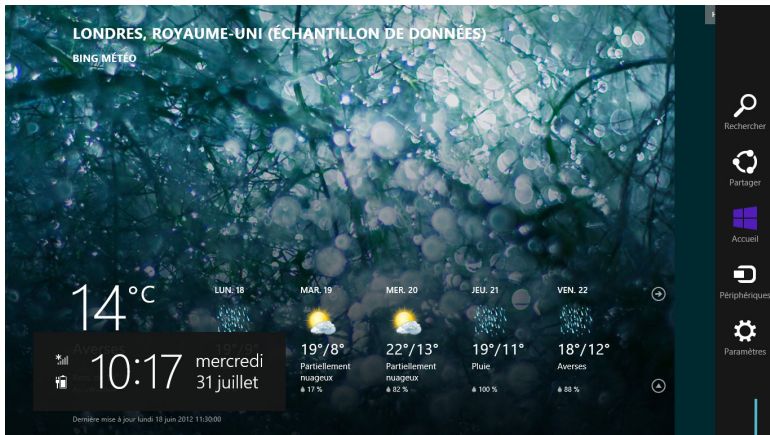 LONDRES, ROYAUME-UNI (ÉCHANTILLON DE DONNÉES)
BING MÉTÉO
Rechercher
Partager
Accueil
Périphériques
Paramètres
14°C
Averses
LUN. 18
19°/9°
MAR. 19
19°/8°
Partiellement
nuageux
17 %
MER. 20
22°/13°
Partiellement
nuageux
82 %
JEU. 21
19°/11°
Pluie
100 %
VEN. 22
18°/12°
Averses
88 %
10:17
mercredi
31 juillet
Dernière mise à jour lundi 18 juin 2012 11:30:00